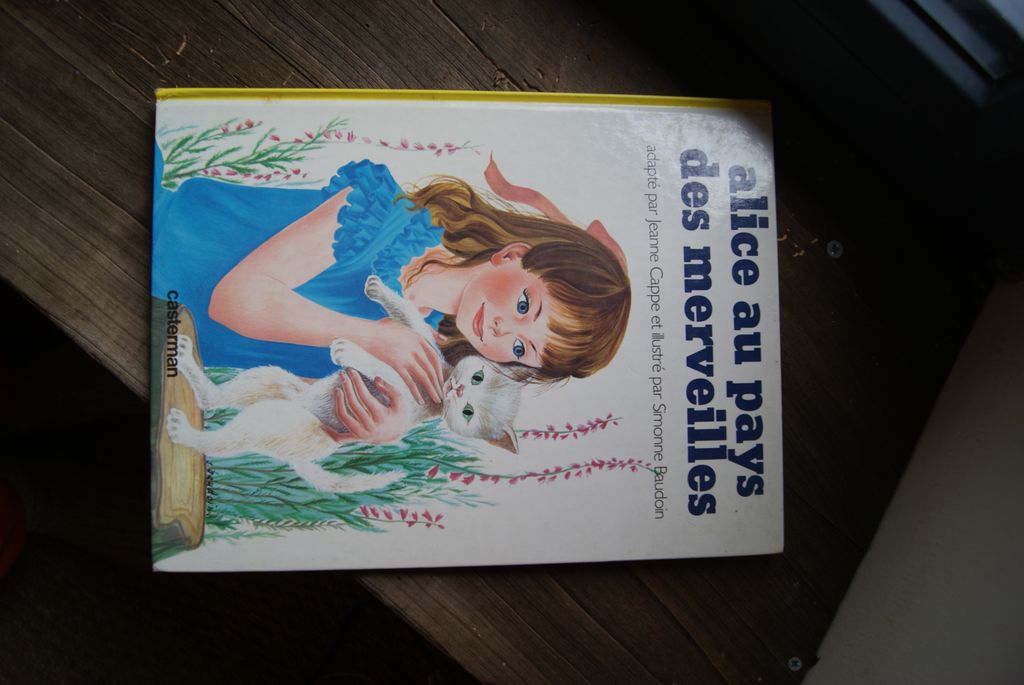 alice au pays
des merveilles
adapté par Jeanne Cappe et illustré par Simonne Baudoin
casterman